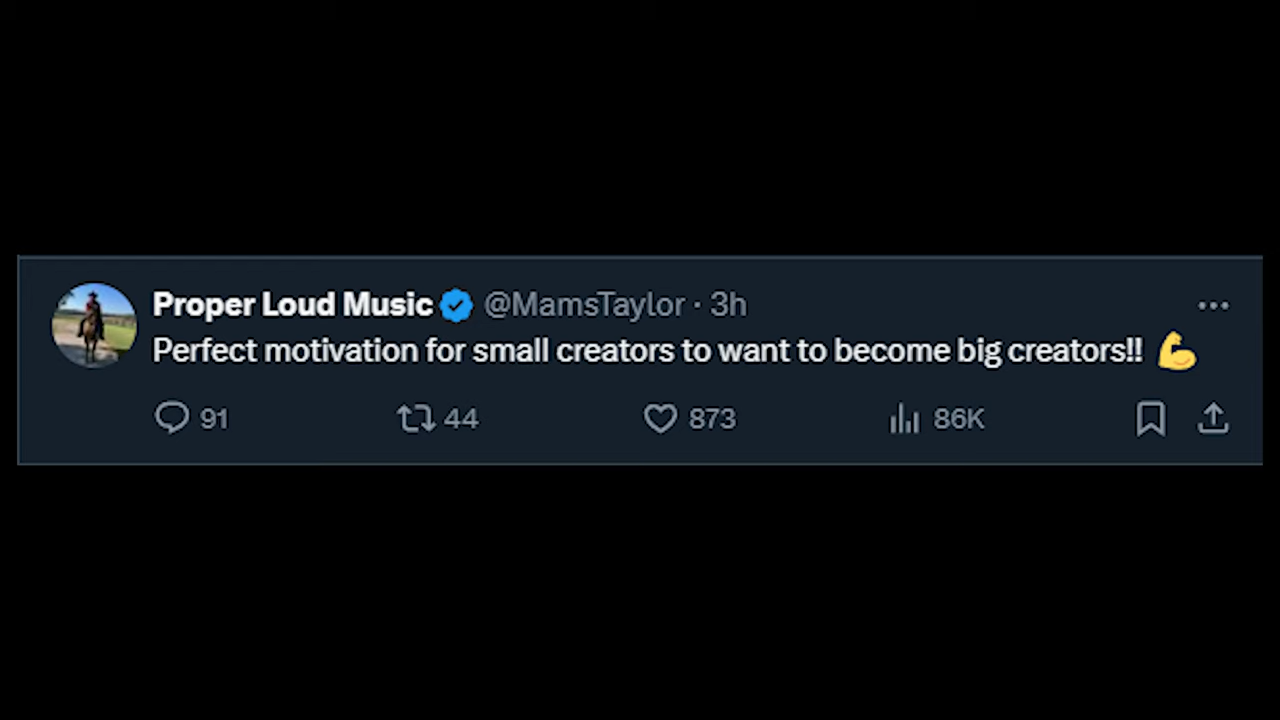 Proper Loud Music @MamsTaylor · 3h
Perfect motivation for small creators to want to become big creators!! 💪
91 44 873 86K